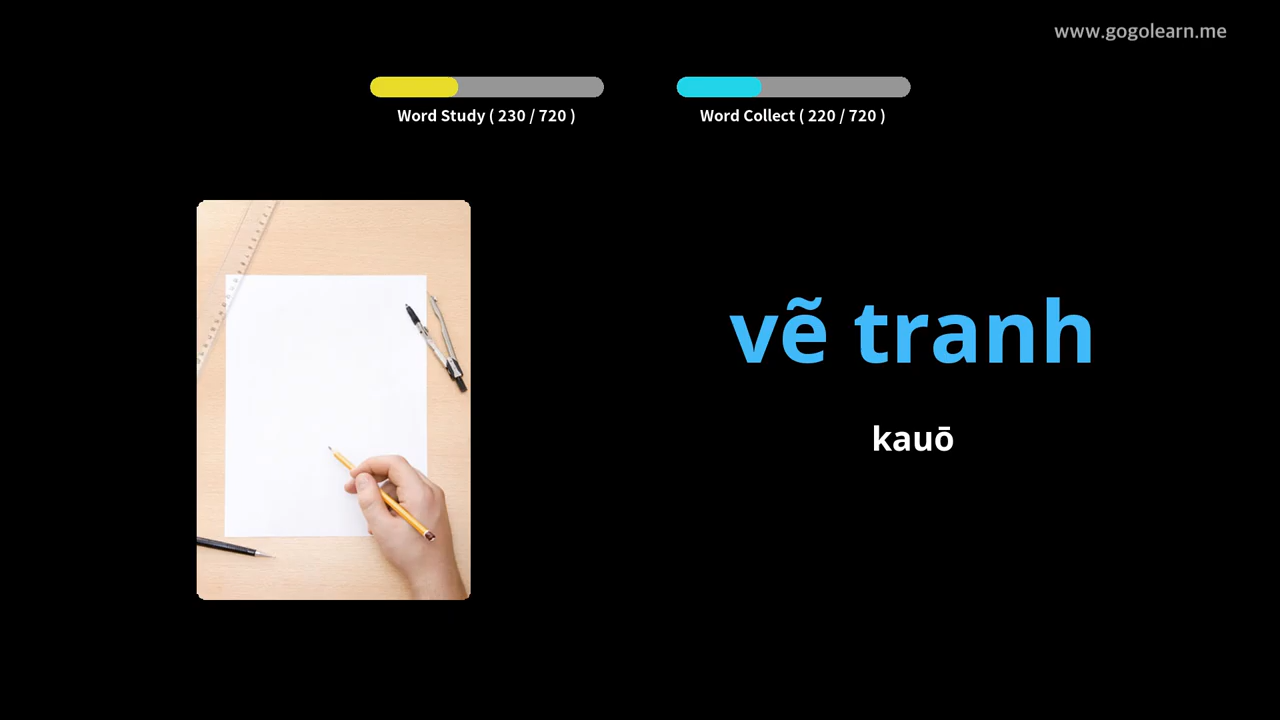 www.gogolearn.me
Word Study ( 230 / 720 )
Word Collect ( 220 / 720 )
vẽ tranh
kauō